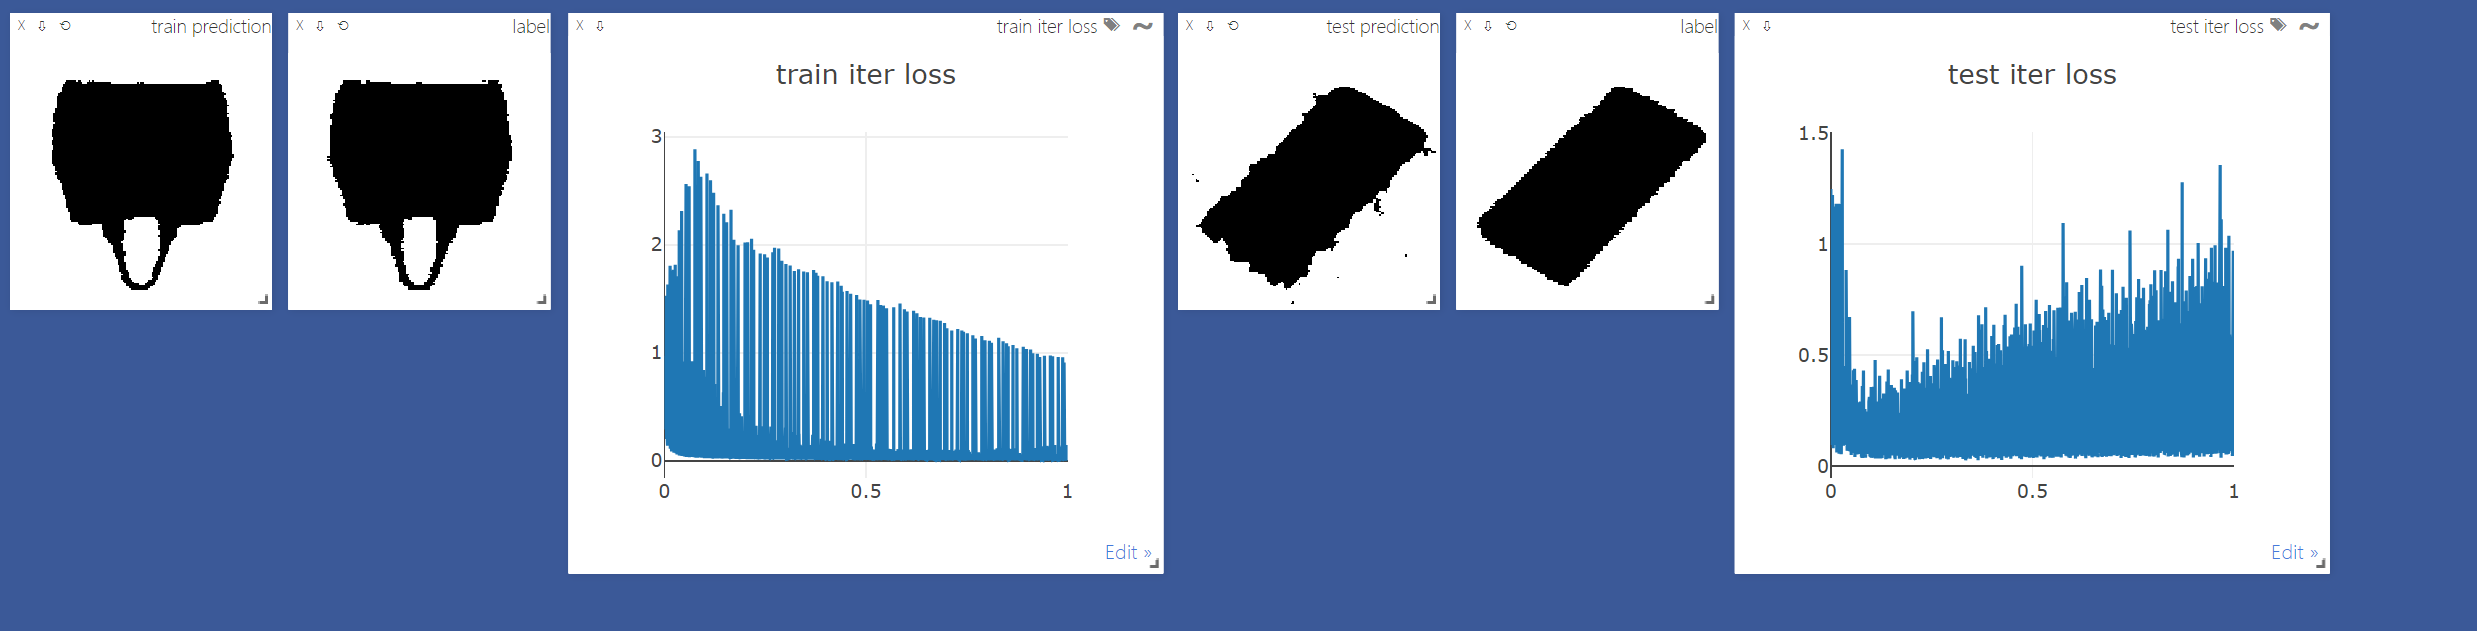 X train prediction
X label
X train iter loss
train iter loss
3
2
1
0
0 0.5 1
Edit »
X test prediction
X label
X test iter loss
test iter loss
1.5
1
0.5
0
0 0.5 1
Edit »